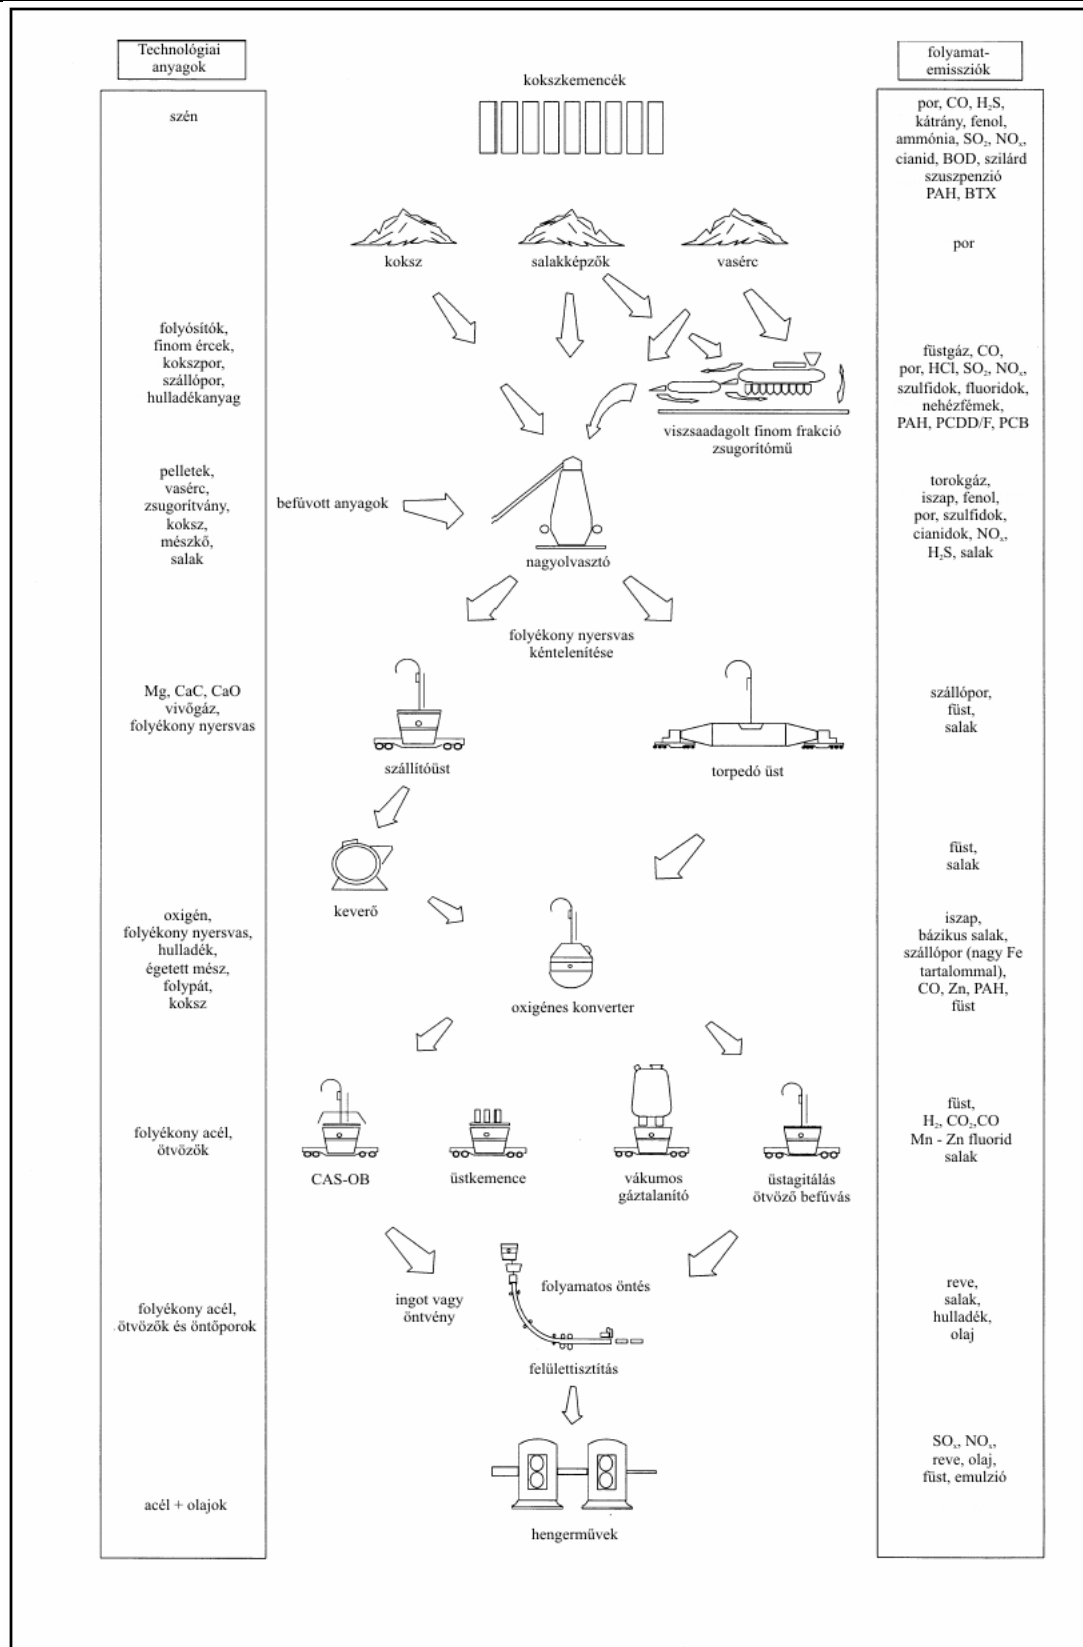 Technológiai
anyagok
folyamat-
emissziók
kokszkemencék
szén
por, CO, H₂S,
kátrány, fenol,
ammónia, SO₂, NOₓ,
cianid, BOD, szilárd
szuszpenzió
PAH, BTX
koksz
salakképzők
vasérc
por
folyósítók,
finom ércek,
kokszpor,
szállópor,
hulladékanyag
füstgáz, CO,
por, HCl, SO₂, NOₓ,
szulfidok, fluoridok,
nehézfémek,
PAH, PCDD/F, PCB
viszsaadagolt finom frakció
zsugorítómű
pelletek,
vasérc,
zsugorítvány,
koksz,
mészkő,
salak
befúvott anyagok
torokgáz,
iszap, fenol,
por, szulfidok,
cianidok, NOₓ,
H₂S, salak
nagyolvasztó
folyékony nyersvas
kéntelenítése
Mg, CaC, CaO
vivőgáz,
folyékony nyersvas
szállópor,
füst,
salak
szállítóüst
torpedó üst
füst,
salak
keverő
oxigén,
folyékony nyersvas,
hulladék,
égetett mész,
folypát,
koksz
iszap,
bázikus salak,
szállópor (nagy Fe
tartalommal),
CO, Zn, PAH,
füst
oxigénes konverter
folyékony acél,
ötvözők
füst,
H₂, CO₂,CO
Mn - Zn fluorid
salak
CAS-OB
üstkemence
vákumos
gáztalanító
üstagitálás
ötvöző befúvás
ingot vagy
öntvény
folyamatos öntés
folyékony acél,
ötvözők és öntőporok
reve,
salak,
hulladék,
olaj
felülettisztítás
SOₓ, NOₓ,
reve, olaj,
füst, emulzió
acél + olajok
hengerművek